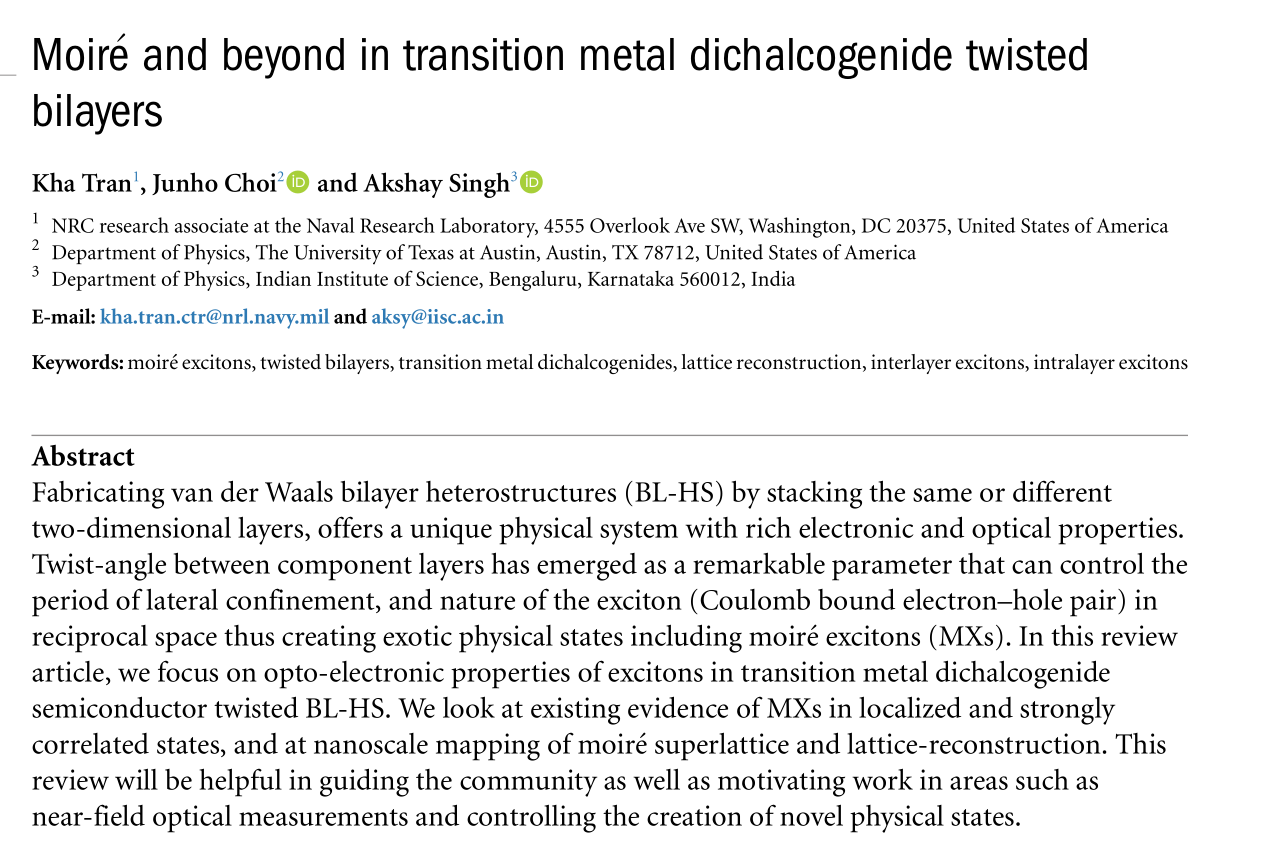 Moiré and beyond in transition metal dichalcogenide twisted
bilayers
Kha Tran1, Junho Choi2 iD and Akshay Singh3 iD
1 NRC research associate at the Naval Research Laboratory, 4555 Overlook Ave SW, Washington, DC 20375, United States of America
2 Department of Physics, The University of Texas at Austin, Austin, TX 78712, United States of America
3 Department of Physics, Indian Institute of Science, Bengaluru, Karnataka 560012, India
E-mail: kha.tran.ctr@nrl.navy.mil and aksy@iisc.ac.in
Keywords: moiré excitons, twisted bilayers, transition metal dichalcogenides, lattice reconstruction, interlayer excitons, intralayer excitons
Abstract
Fabricating van der Waals bilayer heterostructures (BL-HS) by stacking the same or different
two-dimensional layers, offers a unique physical system with rich electronic and optical properties.
Twist-angle between component layers has emerged as a remarkable parameter that can control the
period of lateral confinement, and nature of the exciton (Coulomb bound electron–hole pair) in
reciprocal space thus creating exotic physical states including moiré excitons (MXs). In this review
article, we focus on opto-electronic properties of excitons in transition metal dichalcogenide
semiconductor twisted BL-HS. We look at existing evidence of MXs in localized and strongly
correlated states, and at nanoscale mapping of moiré superlattice and lattice-reconstruction. This
review will be helpful in guiding the community as well as motivating work in areas such as
near-field optical measurements and controlling the creation of novel physical states.